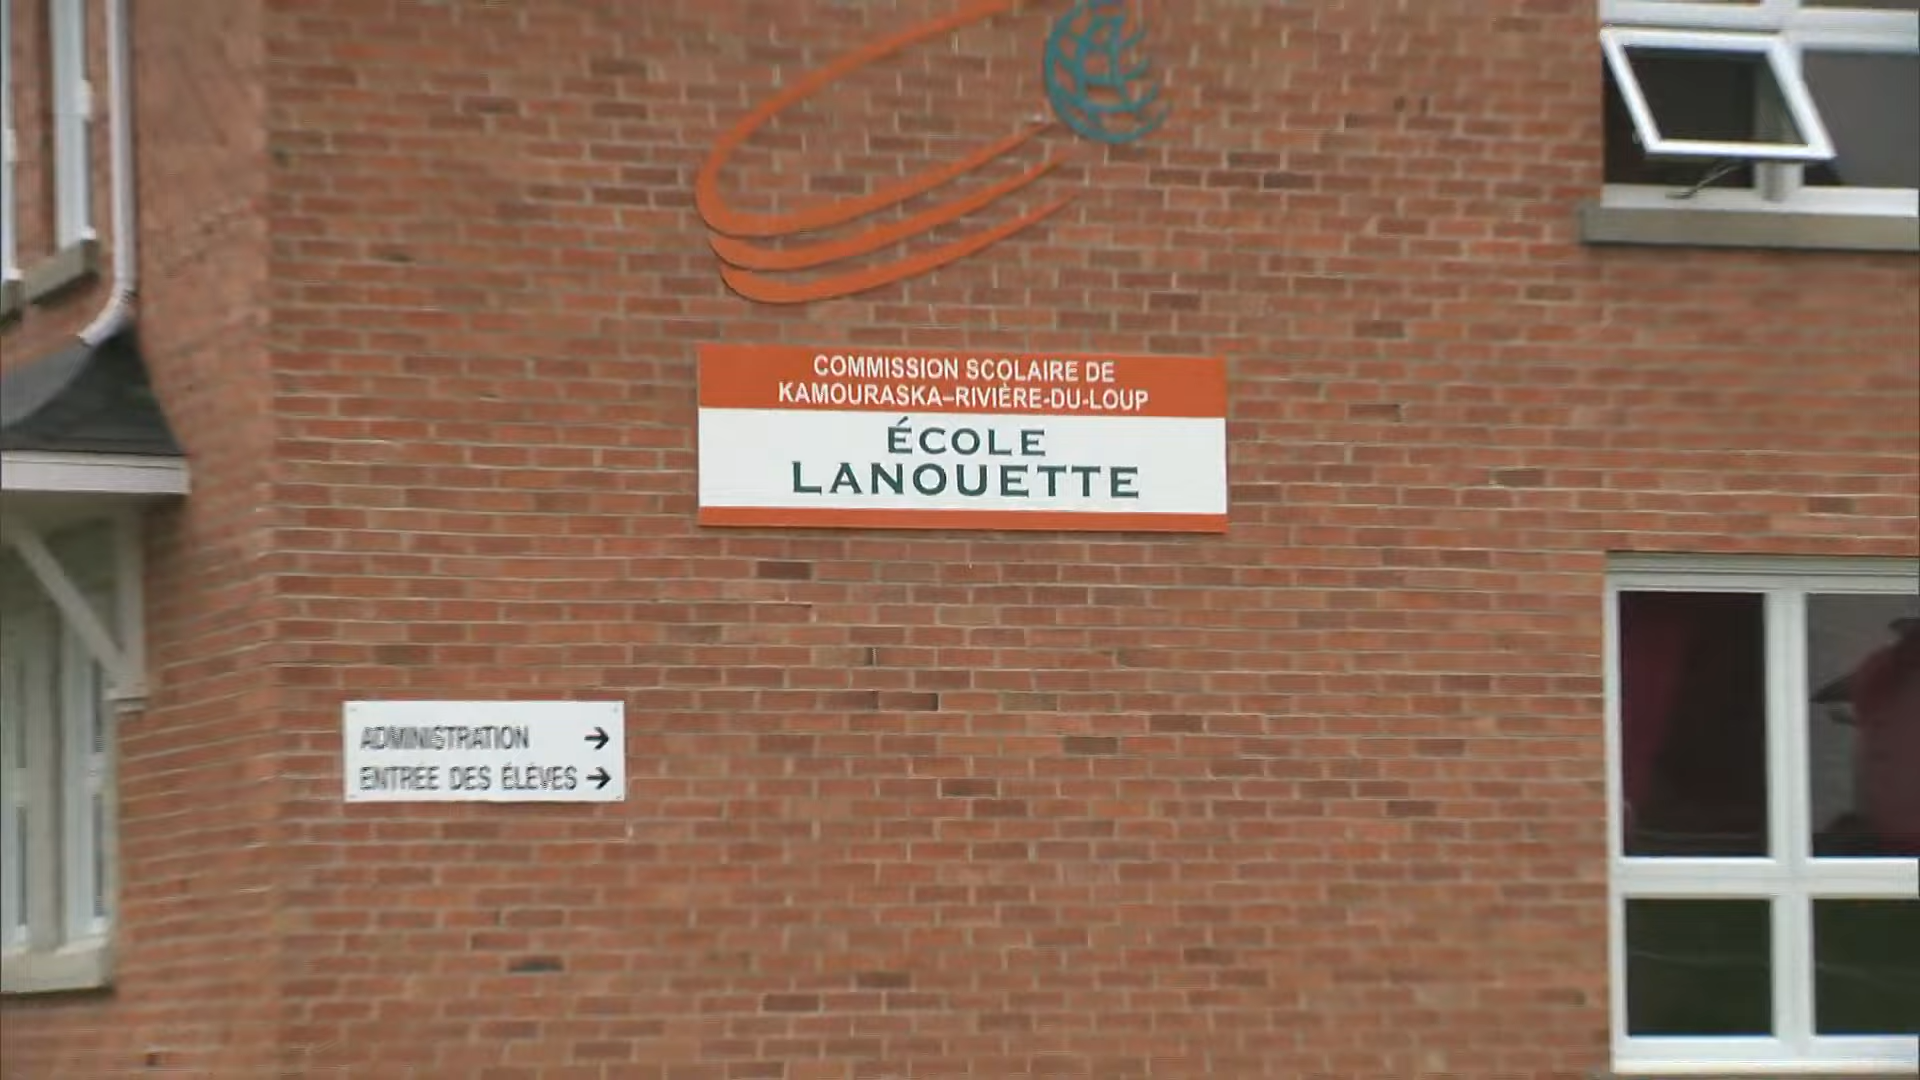 COMMISSION SCOLAIRE DE
KAMOURASKA–RIVIÈRE-DU-LOUP
ÉCOLE
LANOUETTE
ADMINISTRATION →
ENTRÉE DES ÉLÈVES →